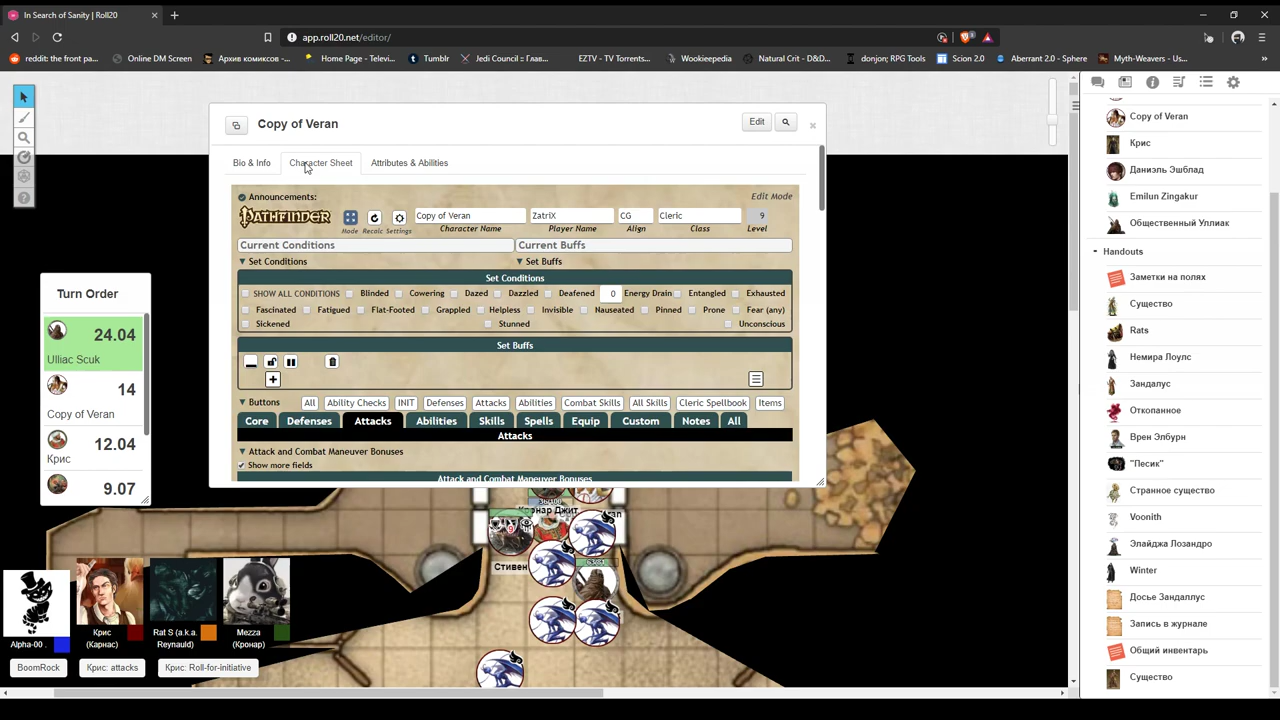 In Search of Sanity | Roll20
app.roll20.net/editor/
reddit: the front pa...
Online DM Screen
Архив комиксов -...
Home Page - Televi...
Tumblr
Jedi Council :: Глав...
EZTV - TV Torrents...
Wookieepedia
Natural Crit - D&D...
donjon; RPG Tools
Scion 2.0
Aberrant 2.0 - Sphere
Myth-Weavers - Us...
Copy of Veran
Edit
Bio & Info
Character Sheet
Attributes & Abilities
Announcements:
Edit Mode
PATHFINDER
Mode
Recalc
Settings
Copy of Veran
ZatriX
CG
Cleric
9
Character Name
Player Name
Align
Class
Level
Current Conditions
Current Buffs
Set Conditions
Set Buffs
Set Conditions
SHOW ALL CONDITIONS
Blinded
Cowering
Dazed
Dazzled
Deafened
0
Energy Drain
Entangled
Exhausted
Fascinated
Fatigued
Flat-Footed
Grappled
Helpless
Invisible
Nauseated
Pinned
Prone
Fear (any)
Sickened
Stunned
Unconscious
Set Buffs
Buttons
All
Ability Checks
INIT
Defenses
Attacks
Abilities
Combat Skills
All Skills
Cleric Spellbook
Items
Core
Defenses
Attacks
Abilities
Skills
Spells
Equip
Custom
Notes
All
Attacks
Attack and Combat Maneuver Bonuses
Show more fields
Attack and Combat Maneuver Bonuses
Turn Order
24.04
Ulliac Scuk
14
Copy of Veran
12.04
Крис
9.07
Джит
Стивен
Alpha-00 .
Крис
(Карнас)
Rat S (a.k.a.
Reynauld)
Mezza
(Кронар)
BoomRock
Крис: attacks
Крис: Roll-for-initiative
Copy of Veran
Крис
Даниэль Эшблад
Emilun Zingakur
Общественный Уллиак
Handouts
Заметки на полях
Существо
Rats
Немира Лоулс
Зандалус
Откопанное
Врен Элбурн
"Песик"
Странное существо
Voonith
Элайджа Лозандро
Winter
Досье Зандаллус
Запись в журнале
Общий инвентарь
Существо